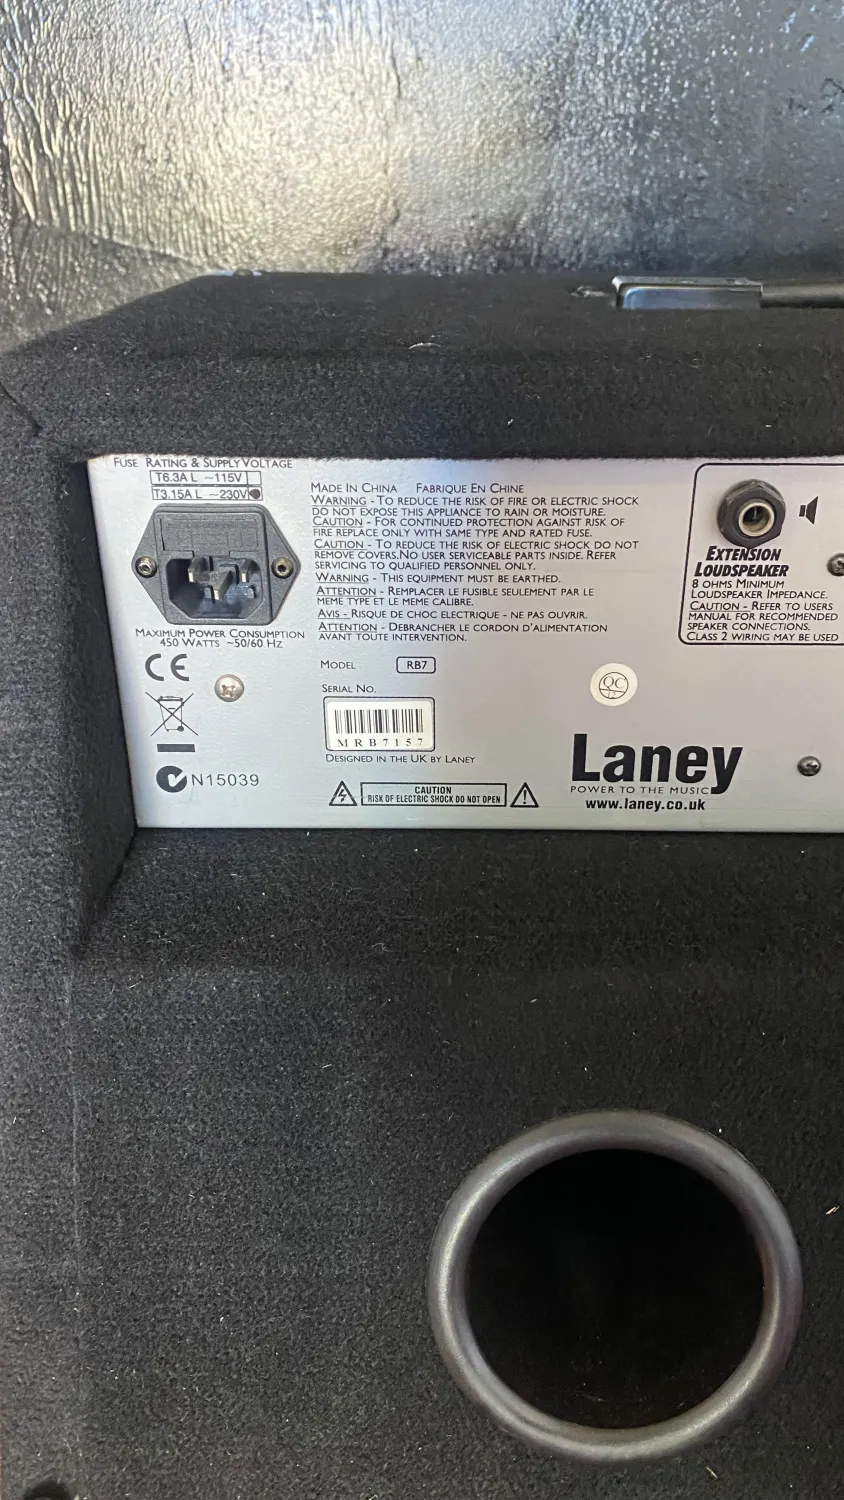 FUSE RATING & SUPPLY VOLTAGE
T6.3A L ~115V
T3.15A L ~230V
MAXIMUM POWER CONSUMPTION
450 WATTS ~50/60 HZ
CE
N15039
MADE IN CHINA FABRIQUE EN CHINE
WARNING - TO REDUCE THE RISK OF FIRE OR ELECTRIC SHOCK
DO NOT EXPOSE THIS APPLIANCE TO RAIN OR MOISTURE.
CAUTION - FOR CONTINUED PROTECTION AGAINST RISK OF
FIRE REPLACE ONLY WITH SAME TYPE AND RATED FUSE.
CAUTION - TO REDUCE THE RISK OF ELECTRIC SHOCK DO NOT
REMOVE COVERS.NO USER SERVICEABLE PARTS INSIDE. REFER
SERVICING TO QUALIFIED PERSONNEL ONLY.
WARNING - THIS EQUIPMENT MUST BE EARTHED.
ATTENTION - REMPLACER LE FUSIBLE SEULEMENT PAR LE
MEME TYPE ET LE MEME CALIBRE.
AVIS - RISQUE DE CHOC ELECTRIQUE - NE PAS OUVRIR.
ATTENTION - DEBRANCHER LE CORDON D'ALIMENTATION
AVANT TOUTE INTERVENTION.
MODEL RB7
SERIAL NO.
MRB7157
DESIGNED IN THE UK BY LANEY
CAUTION
RISK OF ELECTRIC SHOCK DO NOT OPEN
EXTENSION
LOUDSPEAKER
8 OHMS MINIMUM
LOUDSPEAKER IMPEDANCE.
CAUTION - REFER TO USERS
MANUAL FOR RECOMMENDED
SPEAKER CONNECTIONS.
CLASS 2 WIRING MAY BE USED
QC
Laney
POWER TO THE MUSIC
www.laney.co.uk